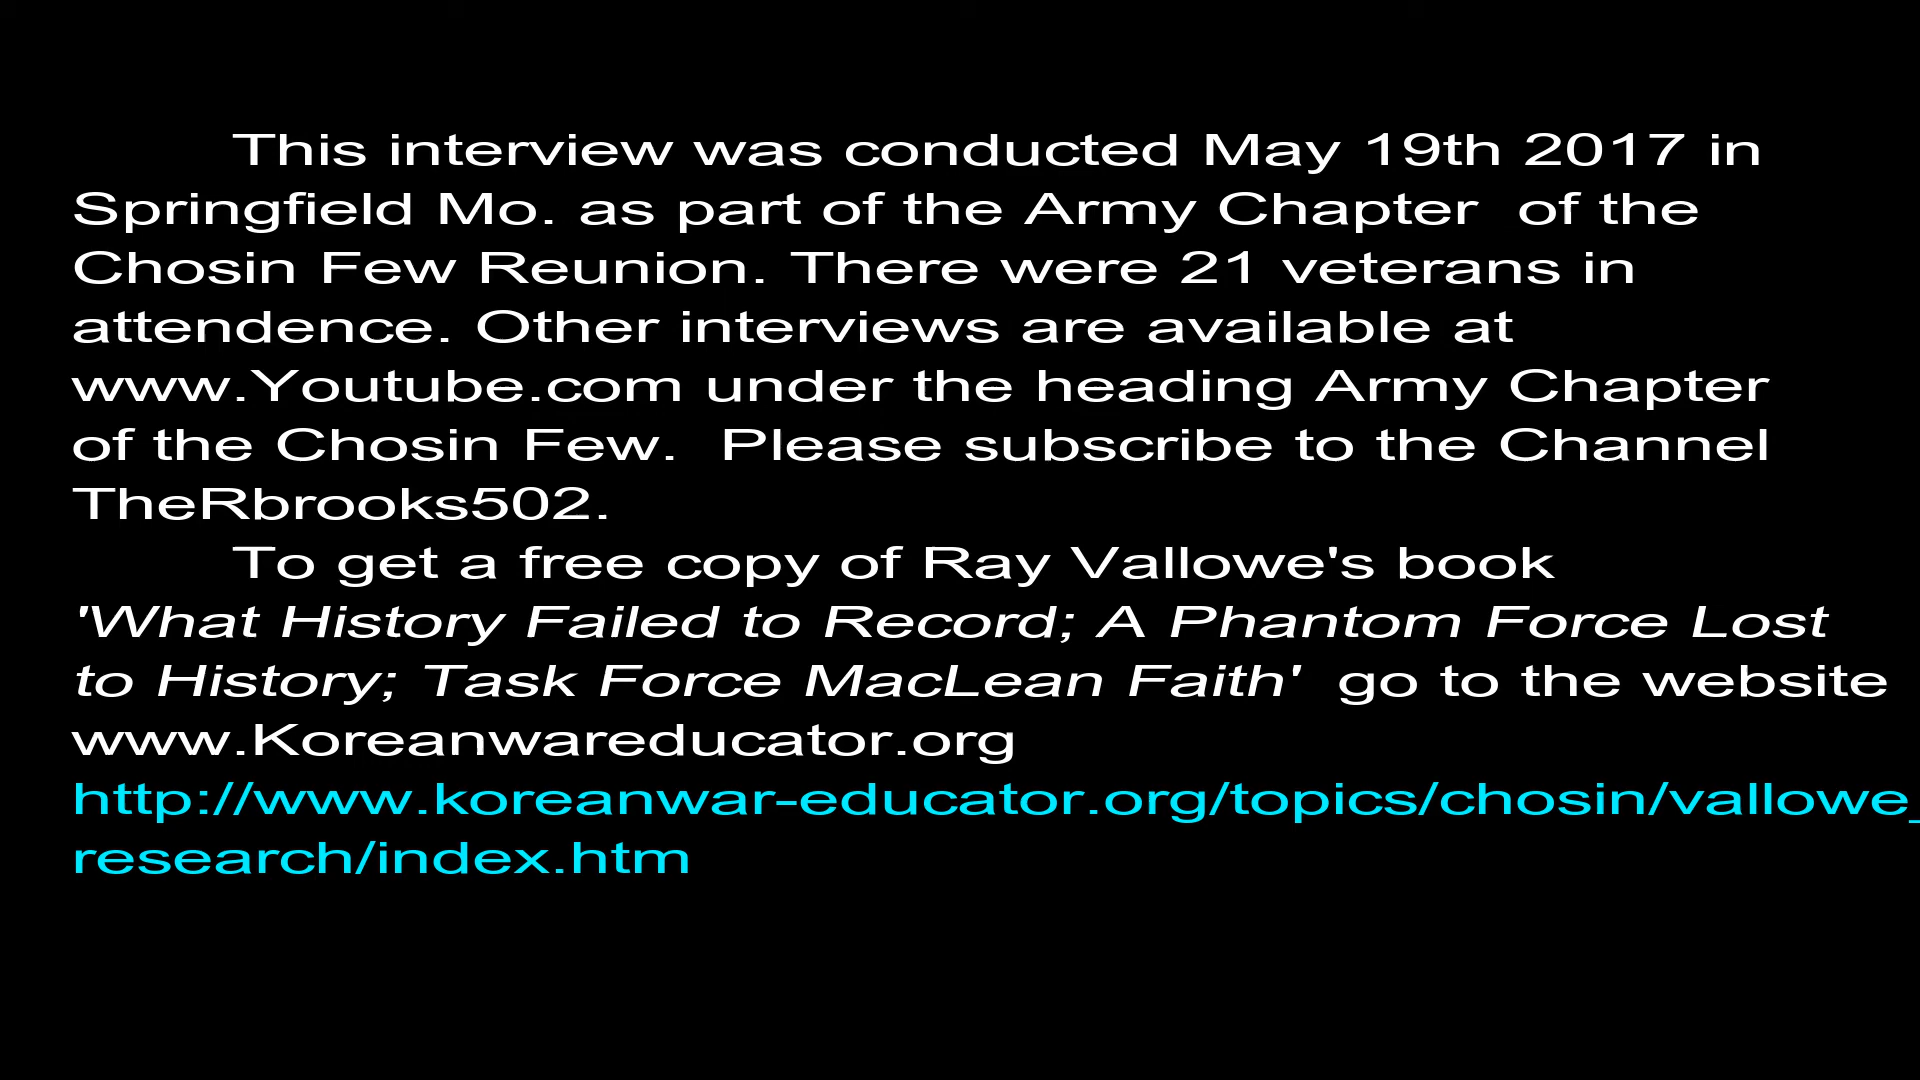 This interview was conducted May 19th 2017 in
Springfield Mo. as part of the Army Chapter  of the
Chosin Few Reunion. There were 21 veterans in
attendence. Other interviews are available at
www.Youtube.com under the heading Army Chapter
of the Chosin Few.  Please subscribe to the Channel
TheRbrooks502.
To get a free copy of Ray Vallowe's book
'What History Failed to Record; A Phantom Force Lost
to History; Task Force MacLean Faith'  go to the website
www.Koreanwareducator.org
http://www.koreanwar-educator.org/topics/chosin/vallowe_
research/index.htm